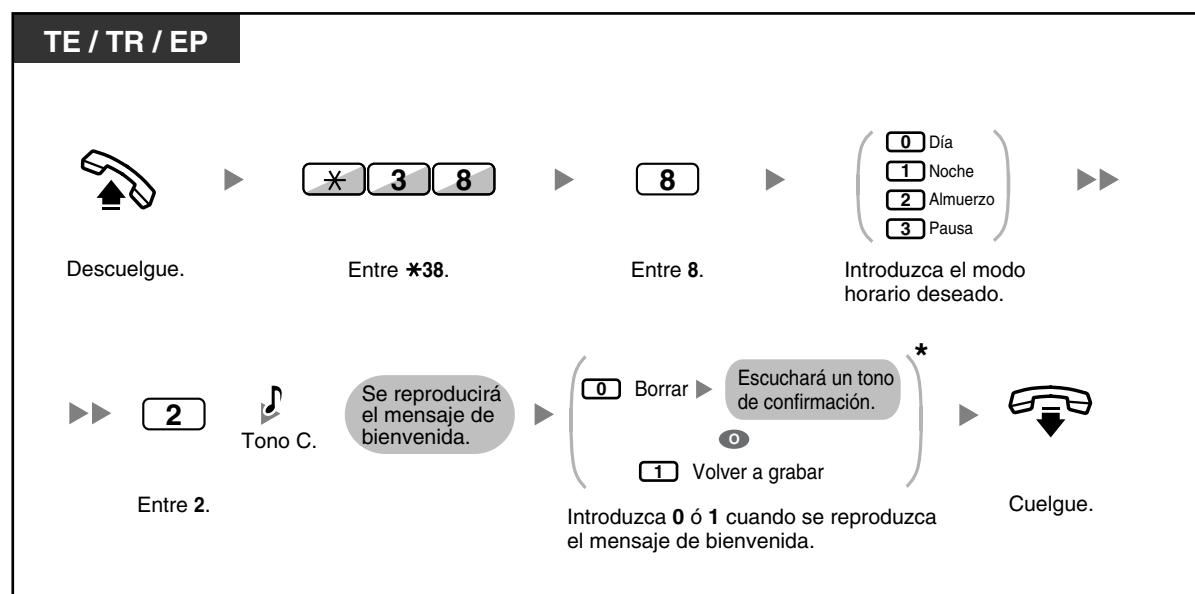 TE / TR / EP
✳ 3 8
8
0 Día
1 Noche
2 Almuerzo
3 Pausa
Descuelgue.
Entre ✳38.
Entre 8.
Introduzca el modo
horario deseado.
2
Tono C.
Se reproducirá
el mensaje de
bienvenida.
0 Borrar
Escuchará un tono
de confirmación.
*
O
1 Volver a grabar
Entre 2.
Introduzca 0 ó 1 cuando se reproduzca
el mensaje de bienvenida.
Cuelgue.